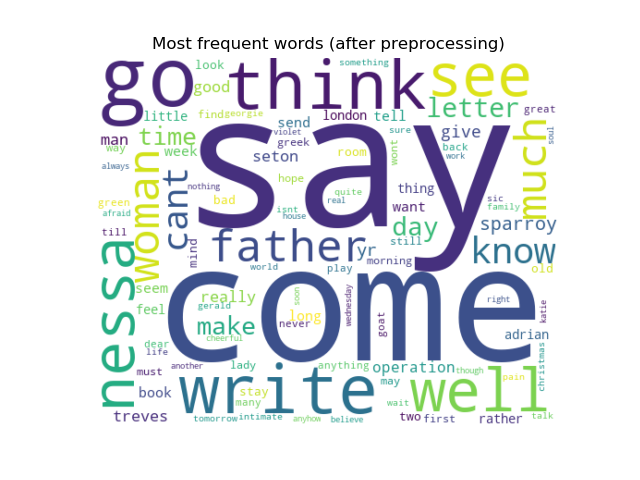 Most frequent words (after preprocessing)
go think see
look something
good letter
little find georgie london tell great
time send violet sure give much
man say greek wont back soul
way week seton room work
always woman cant hope thing sic
nothing quite want family
green bad real day sparroy
afraid isnt house still
till father yr know
mind morning old
nessa seem world play
come
feel really soon wednesday right katie
gerald long goat
make never adrian
dear cheerful
life lady anything operation though christmas
must another write well pain
book stay may
many wait
treves tomorrow intimate anyhow believe two first rather talk